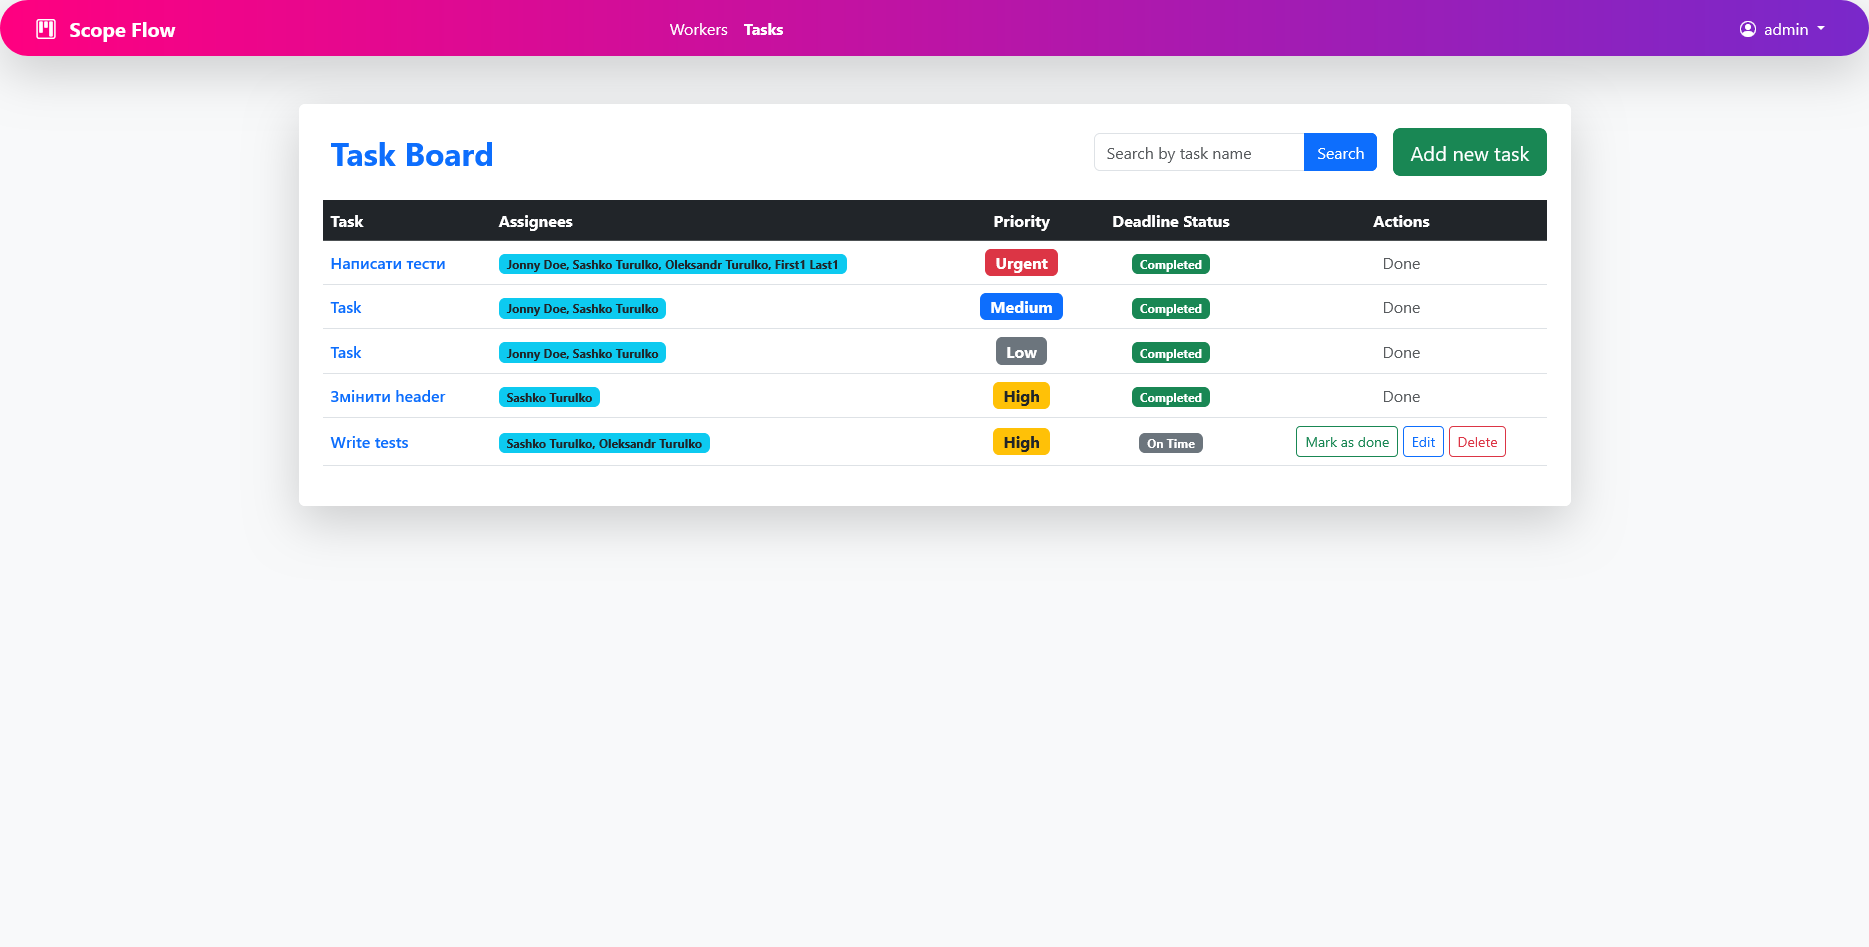 Scope Flow
Workers Tasks
admin
Task Board
Search by task name Search Add new task
Task Assignees Priority Deadline Status Actions
Написати тести Jonny Doe, Sashko Turulko, Oleksandr Turulko, First1 Last1 Urgent Completed Done
Task Jonny Doe, Sashko Turulko Medium Completed Done
Task Jonny Doe, Sashko Turulko Low Completed Done
Змінити header Sashko Turulko High Completed Done
Write tests Sashko Turulko, Oleksandr Turulko High On Time Mark as done Edit Delete